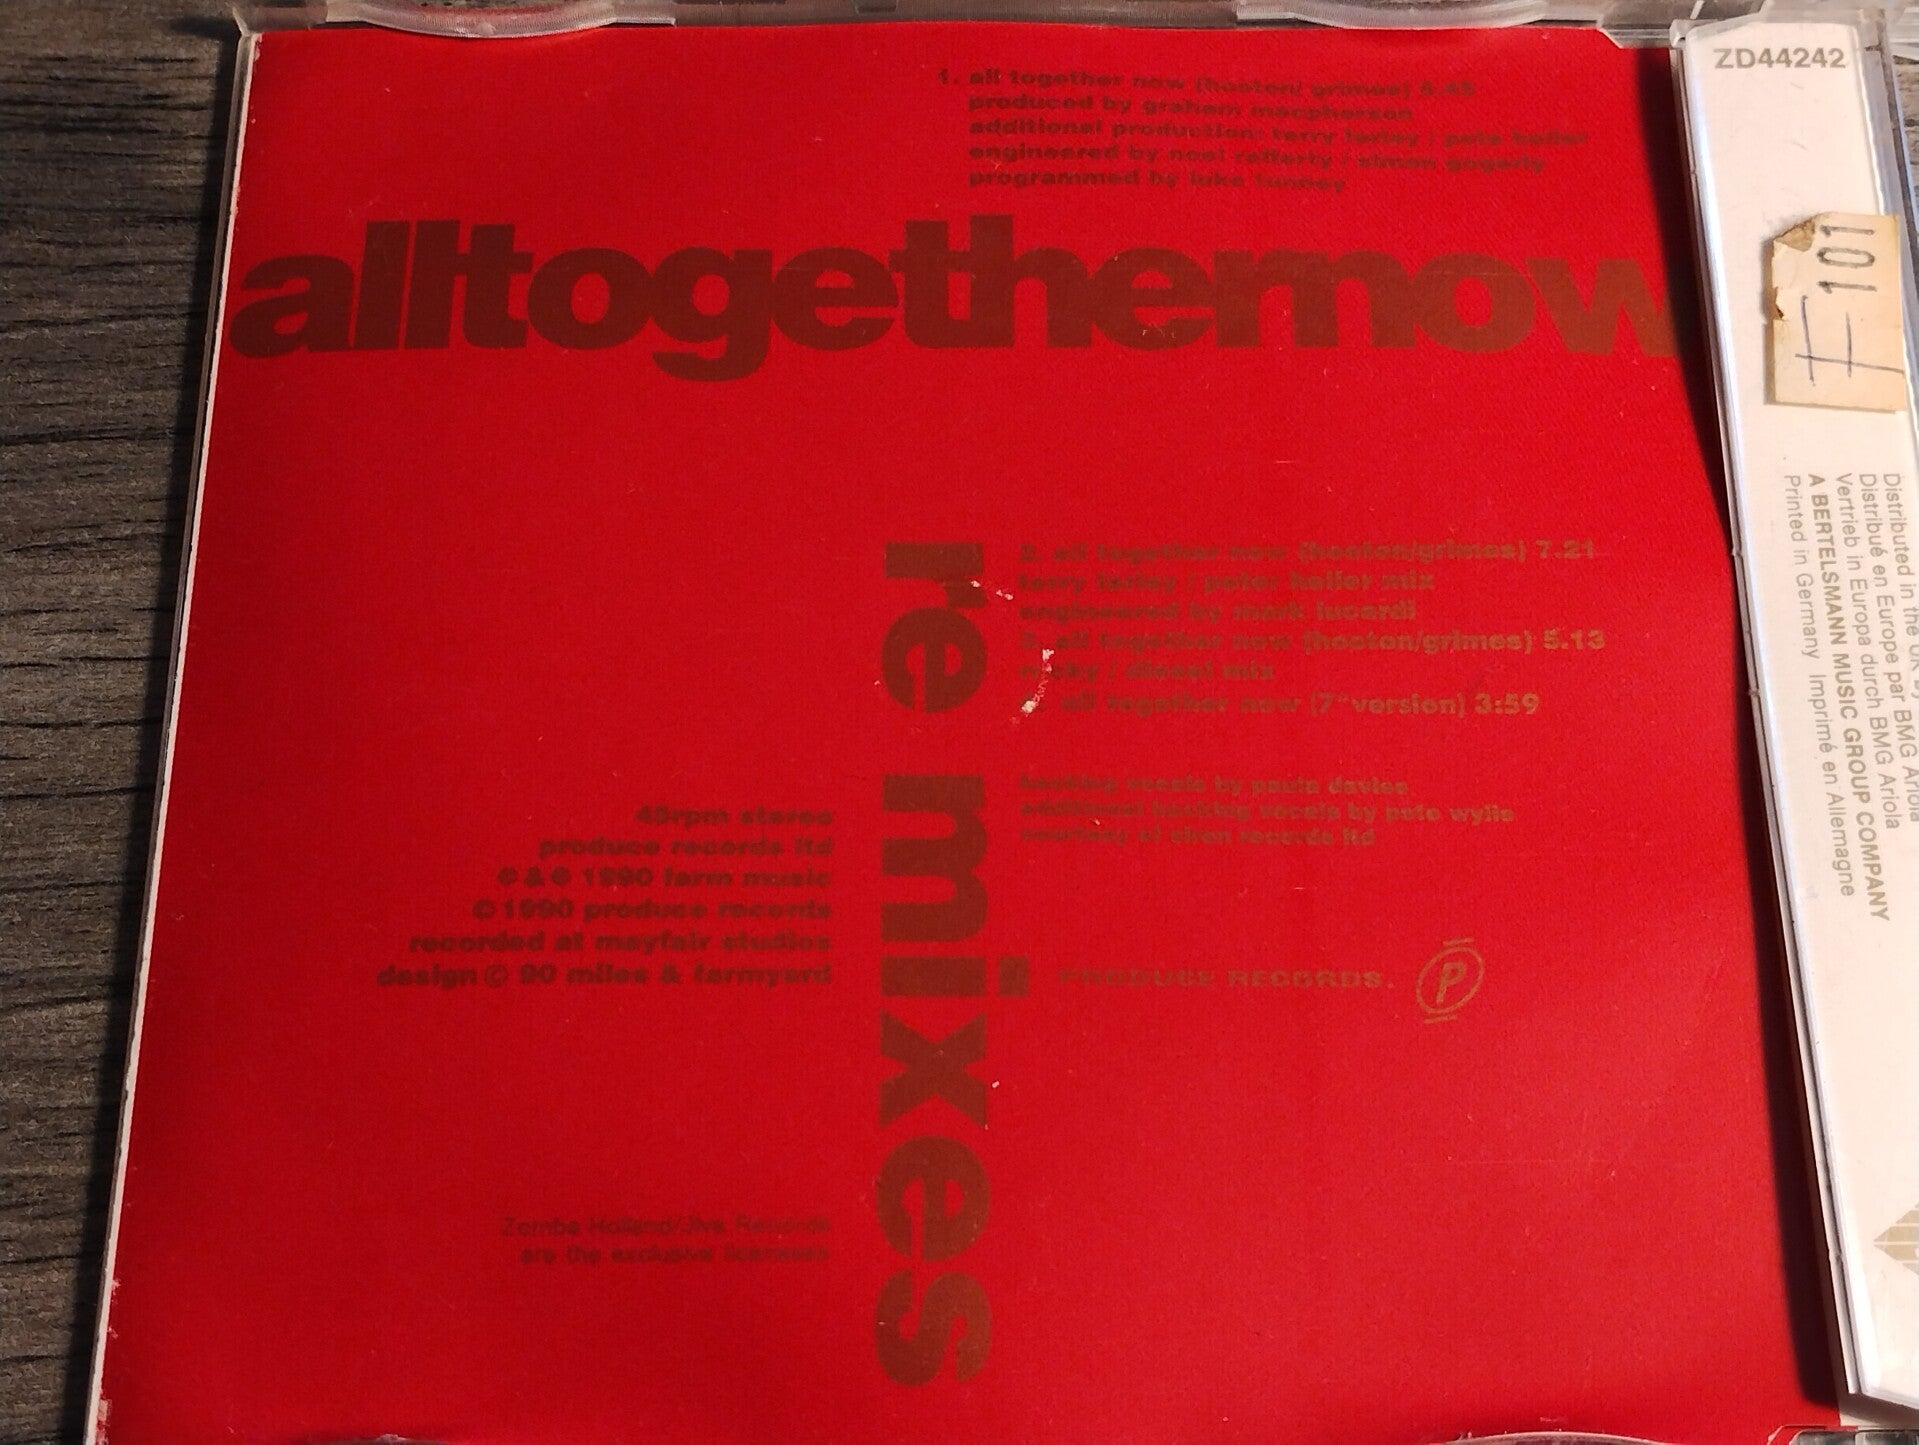 ZD44242
1. all together now (hooton/ grimes) 5.45
produced by graham macpherson
additional production: terry farley / pete heller
engineered by noel rafferty / simon gogerly
programmed by luke tunney
alltogethernow
F 101
re mixes
2. all together now (hooton/grimes) 7.21
terry farley / peter heller mix
engineered by mark lucardi
3. all together now (hooton/grimes) 5.13
rocky / diesel mix
all together now (7" version) 3:59
backing vocals by paula davies
additional backing vocals by pete wylie
courtesy of siren records ltd
45rpm stereo
produce records ltd
℗ & © 1990 farm music
© 1990 produce records
recorded at mayfair studios
design © 90 miles & farmyard
PRODUCE RECORDS.
P
Zomba Holland/Jive Records
are the exclusive licensees
Distributed in the UK by BMG Ariola
Distribué en Europe par BMG Ariola
Vertrieb in Europa durch BMG Ariola
A BERTELSMANN MUSIC GROUP COMPANY
Printed in Germany Imprimé en Allemagne